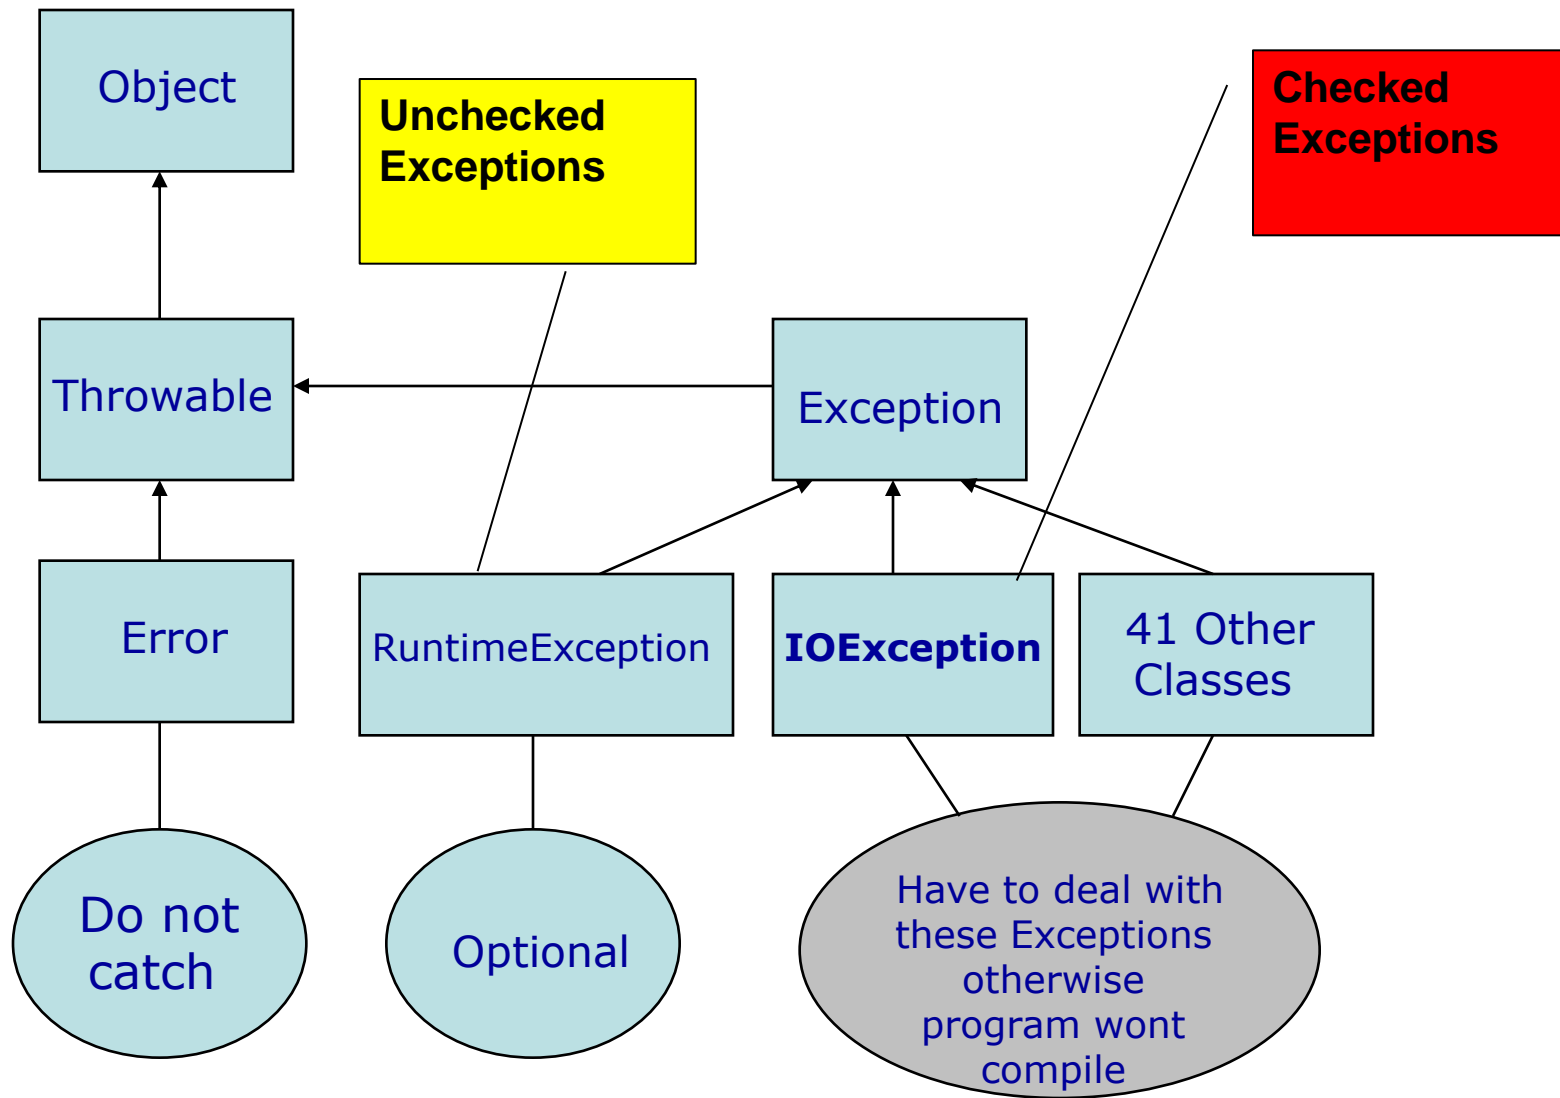 Object
Unchecked
Exceptions
Checked
Exceptions
Throwable
Exception
Error
RuntimeException
IOException
41 Other
Classes
Do not
catch
Optional
Have to deal with
these Exceptions
otherwise
program wont
compile